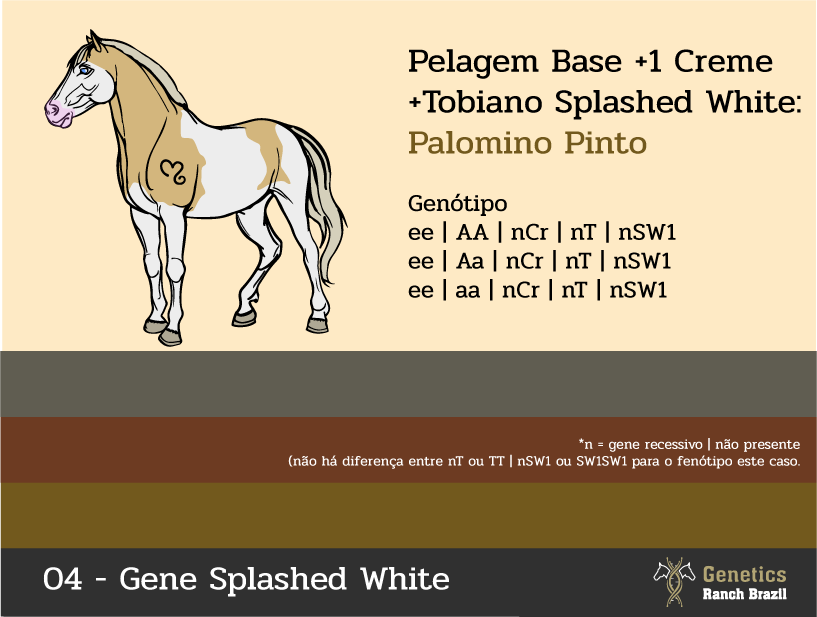 Pelagem Base +1 Creme
+Tobiano Splashed White:
Palomino Pinto
Genótipo
ee | AA | nCr | nT | nSW1
ee | Aa | nCr | nT | nSW1
ee | aa | nCr | nT | nSW1
*n = gene recessivo | não presente
(não há diferença entre nT ou TT | nSW1 ou SW1SW1 para o fenótipo este caso.
04 - Gene Splashed White
Genetics
Ranch Brazil